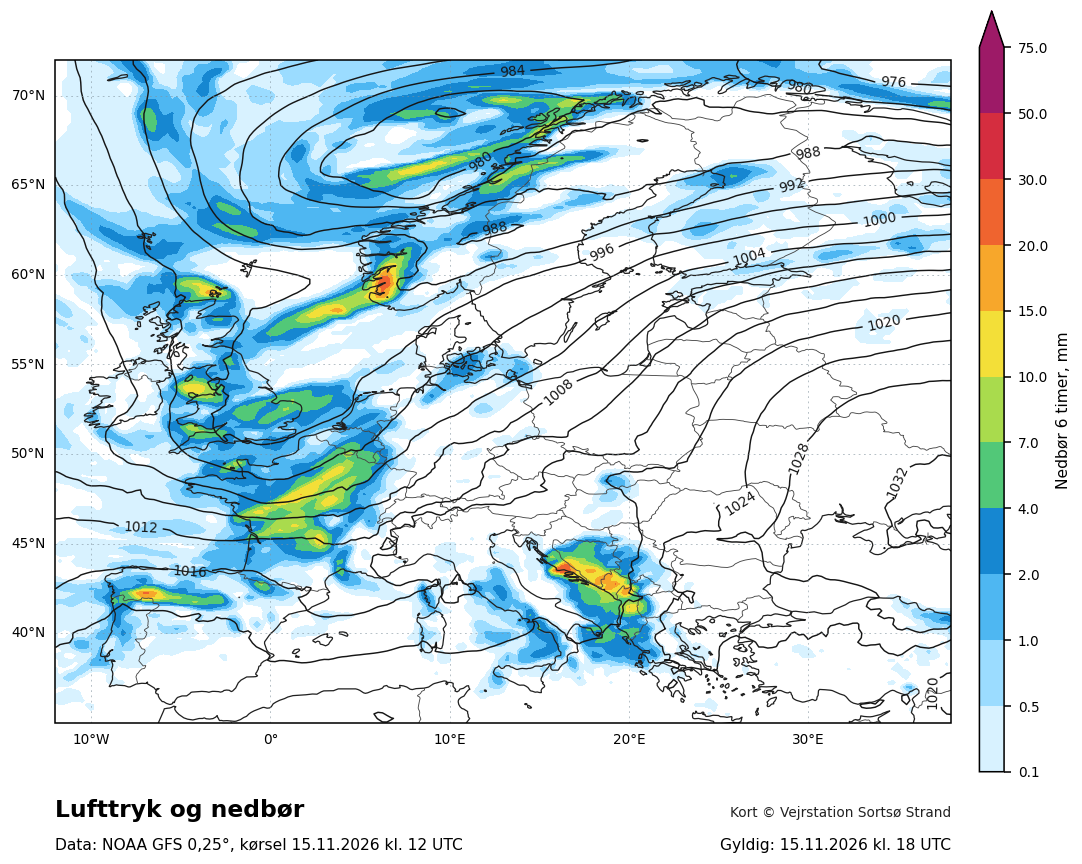 984
976
980
70°N
988
980
992
65°N
1000
988
996
1004
60°N
1020
55°N
1008
50°N
1028
1032
1024
1012
45°N
1016
40°N
1020
10°W
0°
10°E
20°E
30°E
75.0
50.0
30.0
20.0
15.0
10.0
7.0
4.0
2.0
1.0
0.5
0.1
Nedbør 6 timer, mm
Lufttryk og nedbør
Kort © Vejrstation Sortsø Strand
Data: NOAA GFS 0,25°, kørsel 15.11.2026 kl. 12 UTC
Gyldig: 15.11.2026 kl. 18 UTC